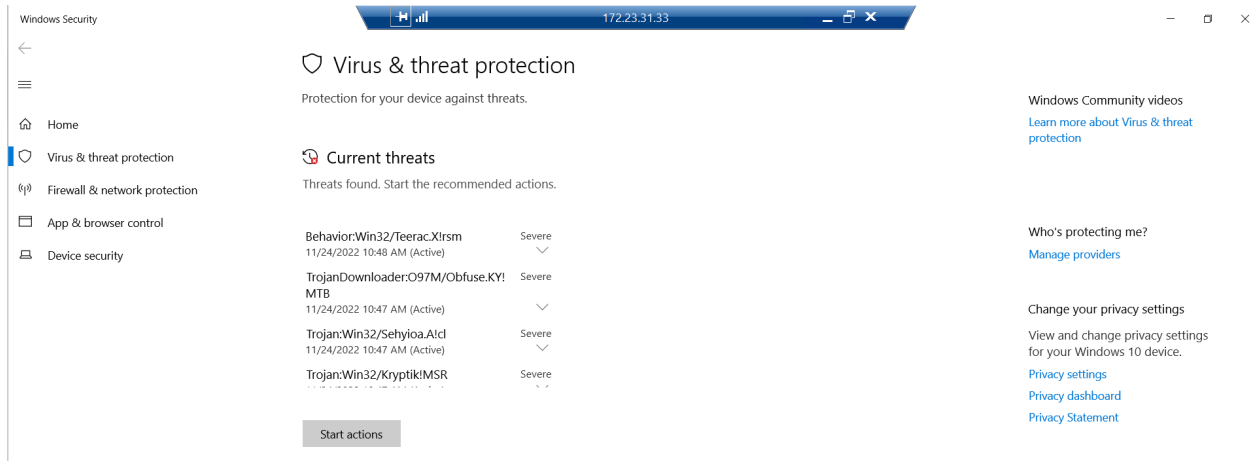 Windows Security
172.23.31.33
Home
Virus & threat protection
Firewall & network protection
App & browser control
Device security
Virus & threat protection
Protection for your device against threats.
Current threats
Threats found. Start the recommended actions.
Behavior:Win32/Teerac.X!rsm Severe
11/24/2022 10:48 AM (Active)
TrojanDownloader:O97M/Obfuse.KY! Severe
MTB
11/24/2022 10:47 AM (Active)
Trojan:Win32/Sehyioa.A!cl Severe
11/24/2022 10:47 AM (Active)
Trojan:Win32/Kryptik!MSR Severe
Start actions
Windows Community videos
Learn more about Virus & threat
protection
Who's protecting me?
Manage providers
Change your privacy settings
View and change privacy settings
for your Windows 10 device.
Privacy settings
Privacy dashboard
Privacy Statement